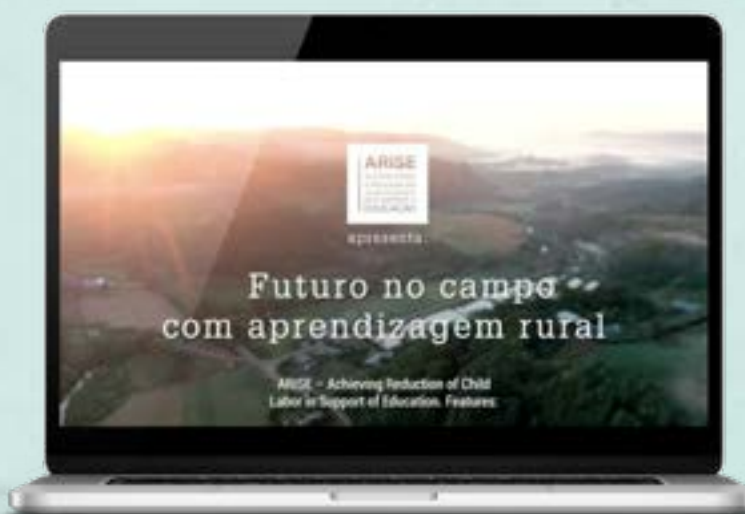 ARISE
EDUCAÇÃO
apresenta
Futuro no campo
com aprendizagem rural
ARISE – Achieving Reduction of Child
Labor in Support of Education. Features: